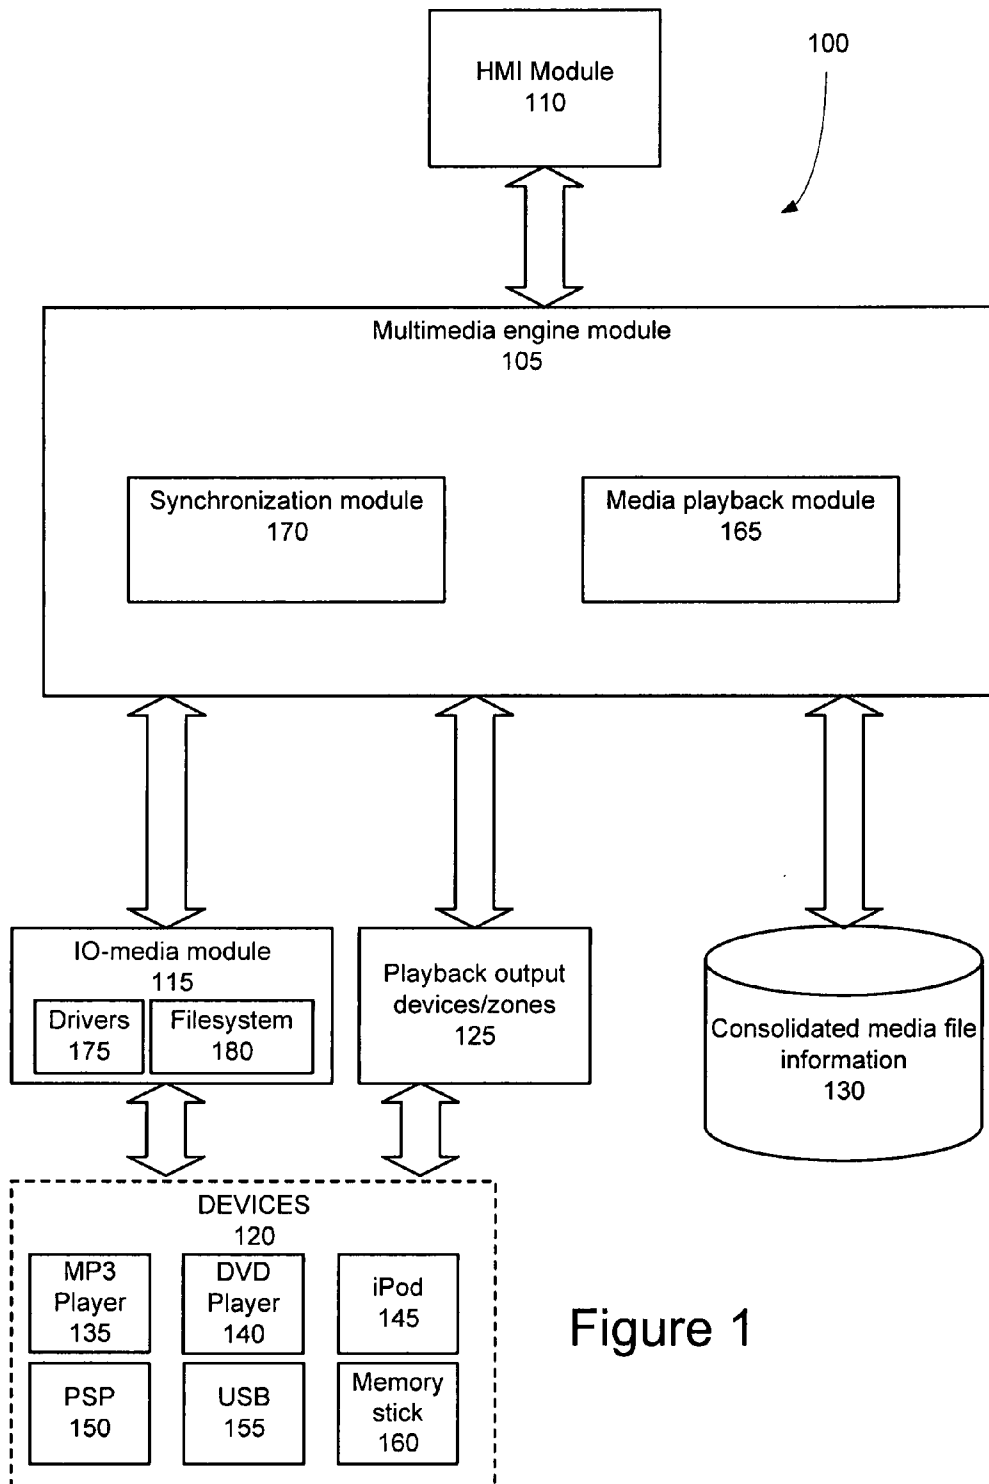 100
HMI Module
110
Multimedia engine module
105
Synchronization module
170
Media playback module
165
IO-media module
115
Drivers
175
Filesystem
180
Playback output
devices/zones
125
Consolidated media file
information
130
DEVICES
120
MP3
Player
135
DVD
Player
140
iPod
145
PSP
150
USB
155
Memory
stick
160
Figure 1